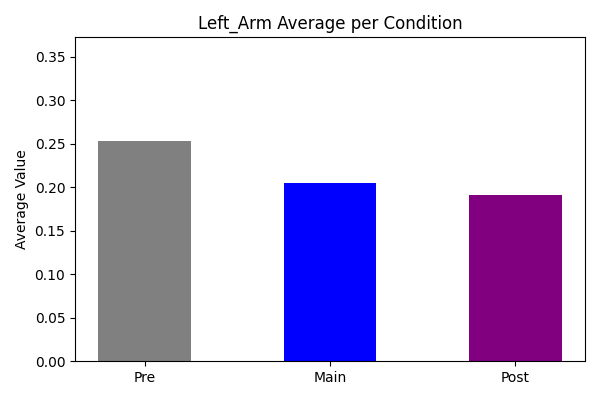 Left_Arm Average per Condition
Average Value
0.35
0.30
0.25
0.20
0.15
0.10
0.05
0.00
Pre
Main
Post